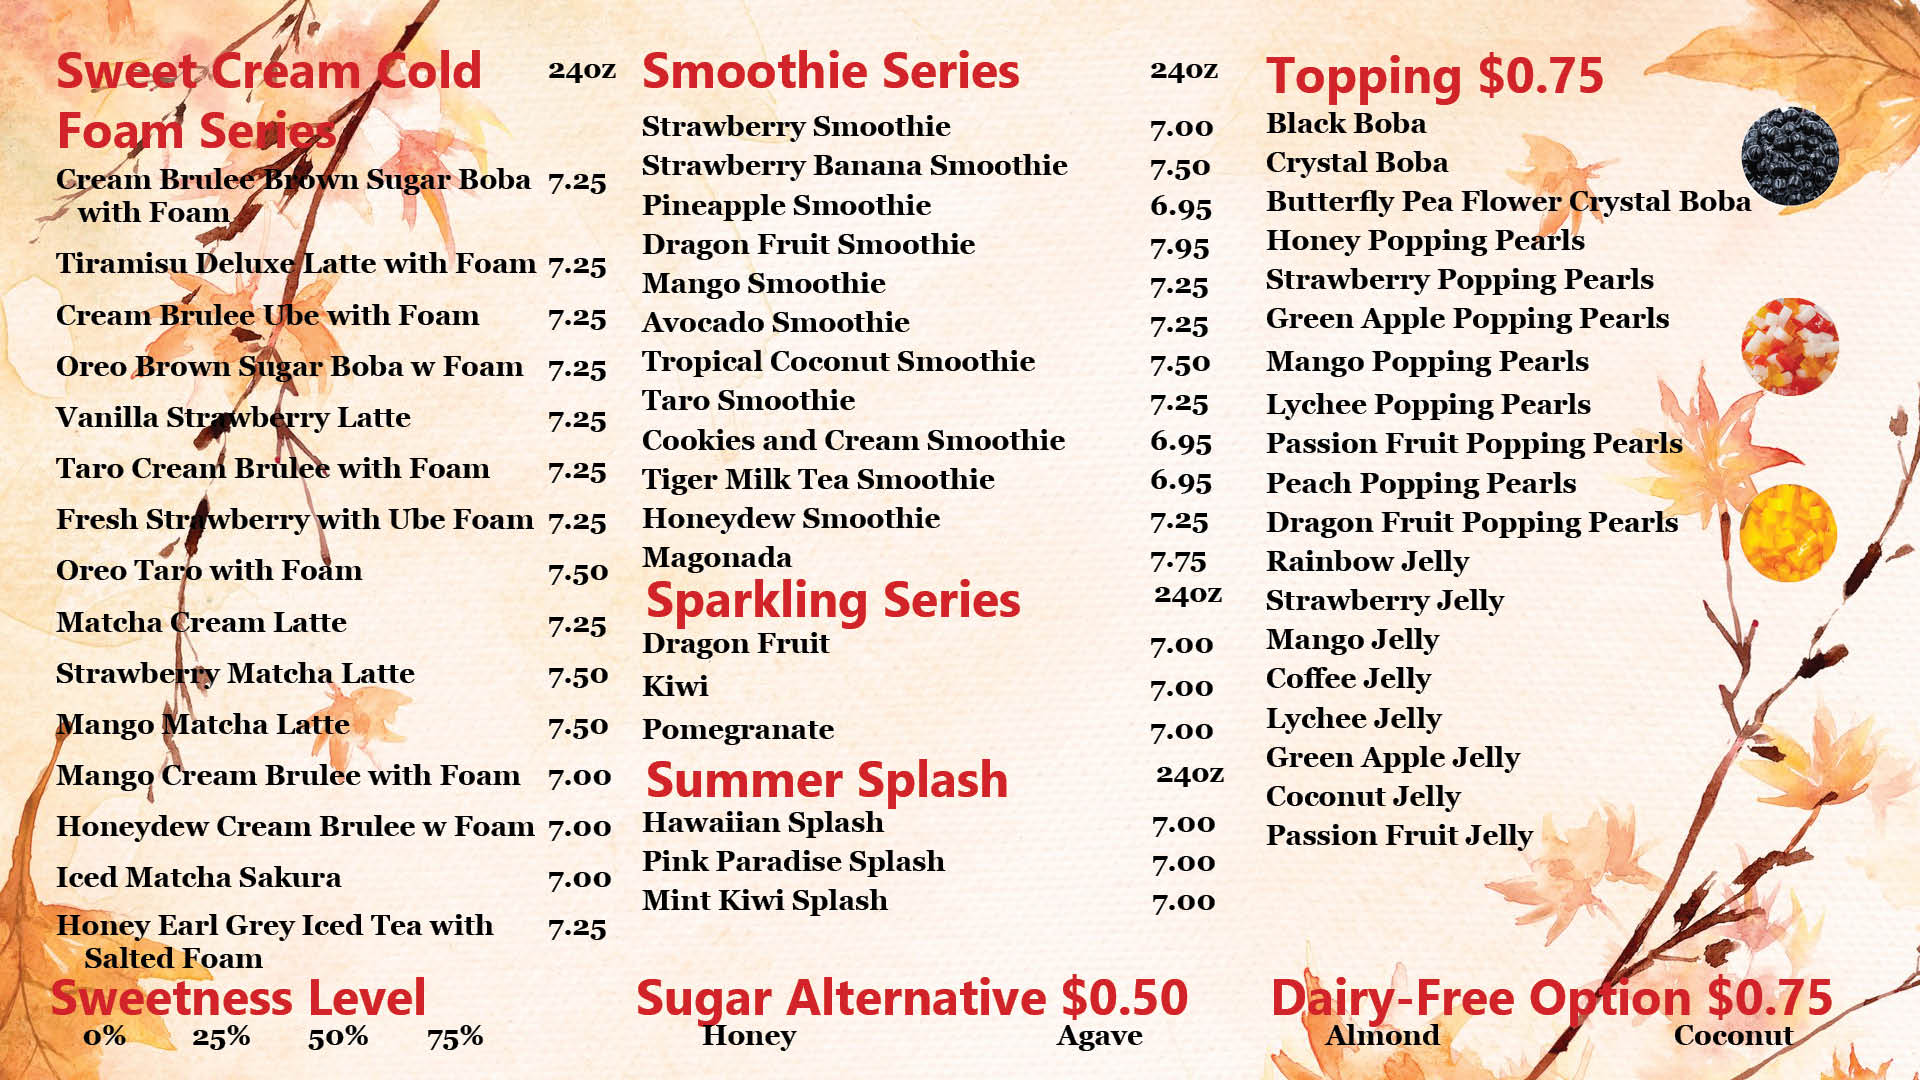 Sweet Cream Cold 24oz
Foam Series
Cream Brulee Brown Sugar Boba 7.25
with Foam
Tiramisu Deluxe Latte with Foam 7.25
Cream Brulee Ube with Foam 7.25
Oreo Brown Sugar Boba w Foam 7.25
Vanilla Strawberry Latte 7.25
Taro Cream Brulee with Foam 7.25
Fresh Strawberry with Ube Foam 7.25
Oreo Taro with Foam 7.50
Matcha Cream Latte 7.25
Strawberry Matcha Latte 7.50
Mango Matcha Latte 7.50
Mango Cream Brulee with Foam 7.00
Honeydew Cream Brulee w Foam 7.00
Iced Matcha Sakura 7.00
Honey Earl Grey Iced Tea with 7.25
Salted Foam
Smoothie Series 24oz
Strawberry Smoothie 7.00
Strawberry Banana Smoothie 7.50
Pineapple Smoothie 6.95
Dragon Fruit Smoothie 7.95
Mango Smoothie 7.25
Avocado Smoothie 7.25
Tropical Coconut Smoothie 7.50
Taro Smoothie 7.25
Cookies and Cream Smoothie 6.95
Tiger Milk Tea Smoothie 6.95
Honeydew Smoothie 7.25
Magonada 7.75
Sparkling Series 24oz
Dragon Fruit 7.00
Kiwi 7.00
Pomegranate 7.00
Summer Splash 24oz
Hawaiian Splash 7.00
Pink Paradise Splash 7.00
Mint Kiwi Splash 7.00
Topping $0.75
Black Boba
Crystal Boba
Butterfly Pea Flower Crystal Boba
Honey Popping Pearls
Strawberry Popping Pearls
Green Apple Popping Pearls
Mango Popping Pearls
Lychee Popping Pearls
Passion Fruit Popping Pearls
Peach Popping Pearls
Dragon Fruit Popping Pearls
Rainbow Jelly
Strawberry Jelly
Mango Jelly
Coffee Jelly
Lychee Jelly
Green Apple Jelly
Coconut Jelly
Passion Fruit Jelly
Sweetness Level
0% 25% 50% 75%
Sugar Alternative $0.50
Honey Agave
Dairy-Free Option $0.75
Almond Coconut